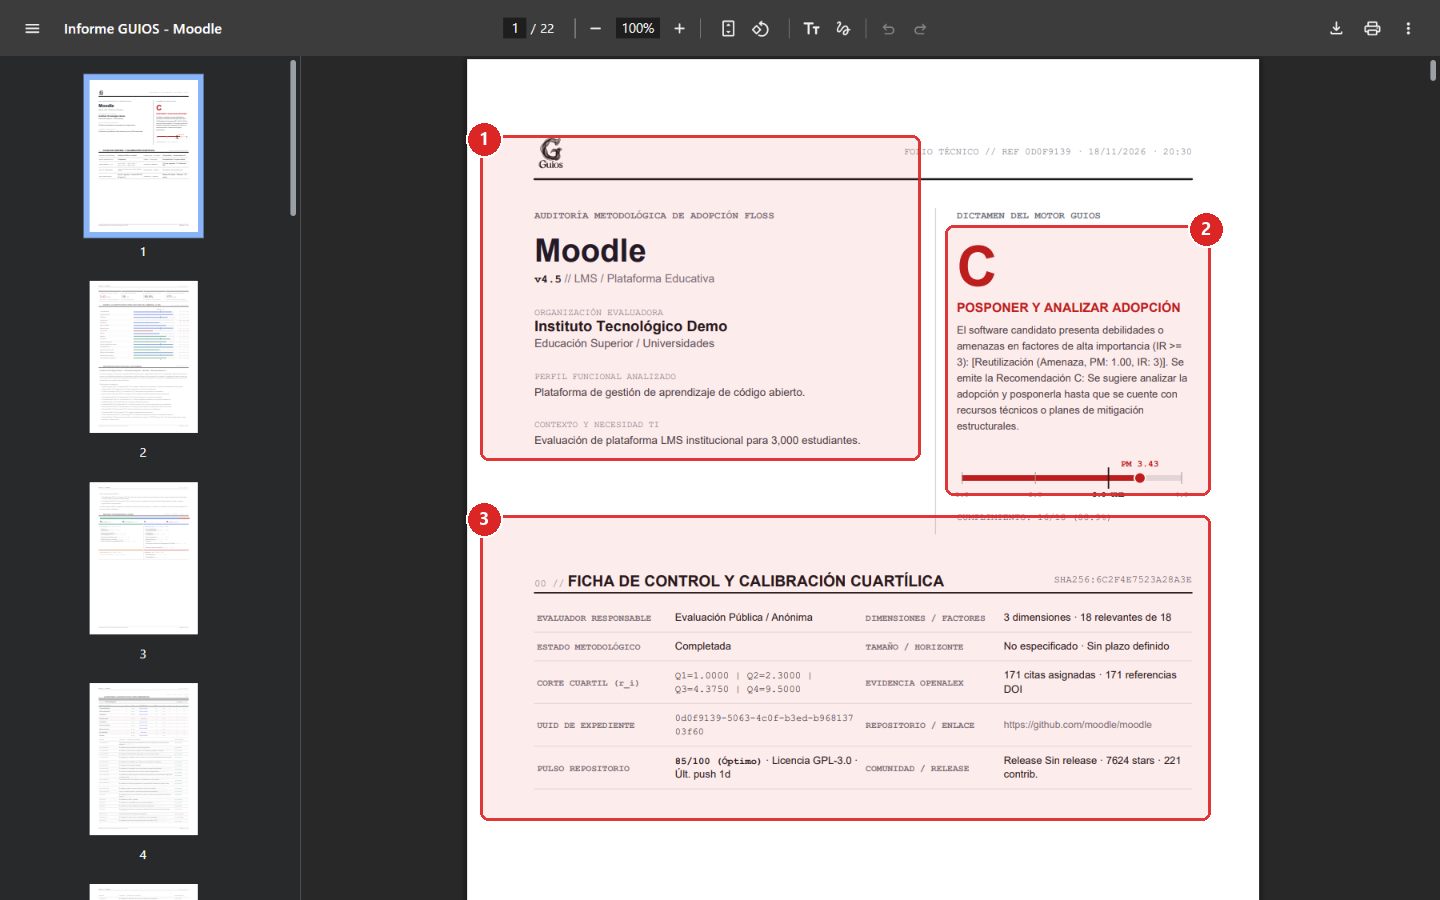 Informe GUIOS - Moodle
1 / 22
100%
1
2
3
4
1
Guios
FOLIO TÉCNICO // REF 0D0F9139 · 18/11/2026 · 20:30
AUDITORÍA METODOLÓGICA DE ADOPCIÓN FLOSS
Moodle
v4.5 // LMS / Plataforma Educativa
ORGANIZACIÓN EVALUADORA
Instituto Tecnológico Demo
Educación Superior / Universidades
PERFIL FUNCIONAL ANALIZADO
Plataforma de gestión de aprendizaje de código abierto.
CONTEXTO Y NECESIDAD TI
Evaluación de plataforma LMS institucional para 3,000 estudiantes.
DICTAMEN DEL MOTOR GUIOS
2
C
POSPONER Y ANALIZAR ADOPCIÓN
El software candidato presenta debilidades o
amenazas en factores de alta importancia (IR >=
3): [Reutilización (Amenaza, PM: 1.00, IR: 3)]. Se
emite la Recomendación C: Se sugiere analizar la
adopción y posponerla hasta que se cuente con
recursos técnicos o planes de mitigación
estructurales.
PM 3.43
3
00 // FICHA DE CONTROL Y CALIBRACIÓN CUARTÍLICA
SHA256:6C2F4E7523A28A3E
EVALUADOR RESPONSABLE
Evaluación Pública / Anónima
DIMENSIONES / FACTORES
3 dimensiones · 18 relevantes de 18
ESTADO METODOLÓGICO
Completada
TAMAÑO / HORIZONTE
No especificado · Sin plazo definido
CORTE CUARTIL (r_i)
Q1=1.0000 | Q2=2.3000 |
Q3=4.3750 | Q4=9.5000
EVIDENCIA OPENALEX
171 citas asignadas · 171 referencias
DOI
UUID DE EXPEDIENTE
0d0f9139-5063-4c0f-b3ed-b968137
03f60
REPOSITORIO / ENLACE
https://github.com/moodle/moodle
PULSO REPOSITORIO
85/100 (Óptimo) · Licencia GPL-3.0 ·
Últ. push 1d
COMUNIDAD / RELEASE
Release Sin release · 7624 stars · 221
contrib.